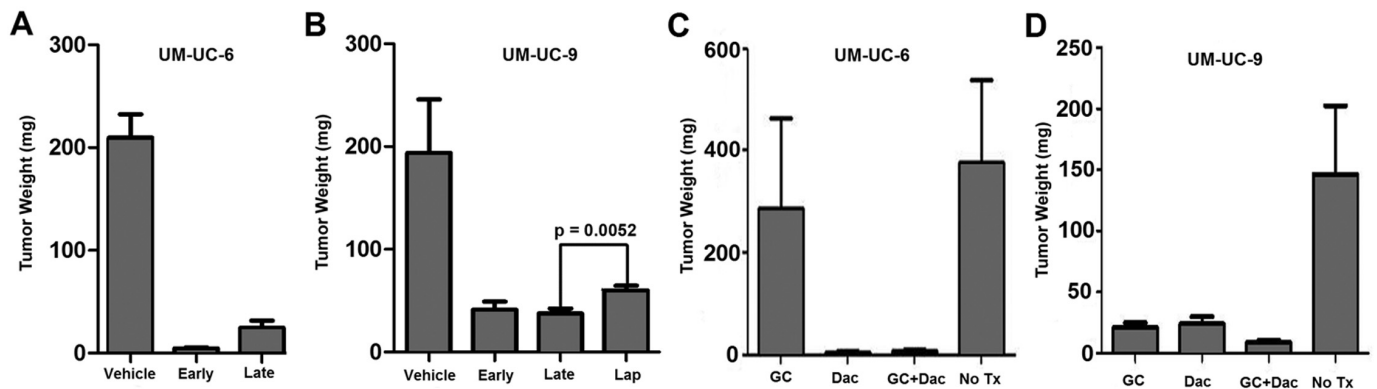 A
UM-UC-6
Tumor Weight (mg)
300
200
100
0
Vehicle Early Late
B
UM-UC-9
Tumor Weight (mg)
300
200
100
0
p = 0.0052
Vehicle Early Late Lap
C
UM-UC-6
Tumor Weight (mg)
600
400
200
0
GC Dac GC+Dac No Tx
D
UM-UC-9
Tumor Weight (mg)
250
200
150
100
50
0
GC Dac GC+Dac No Tx